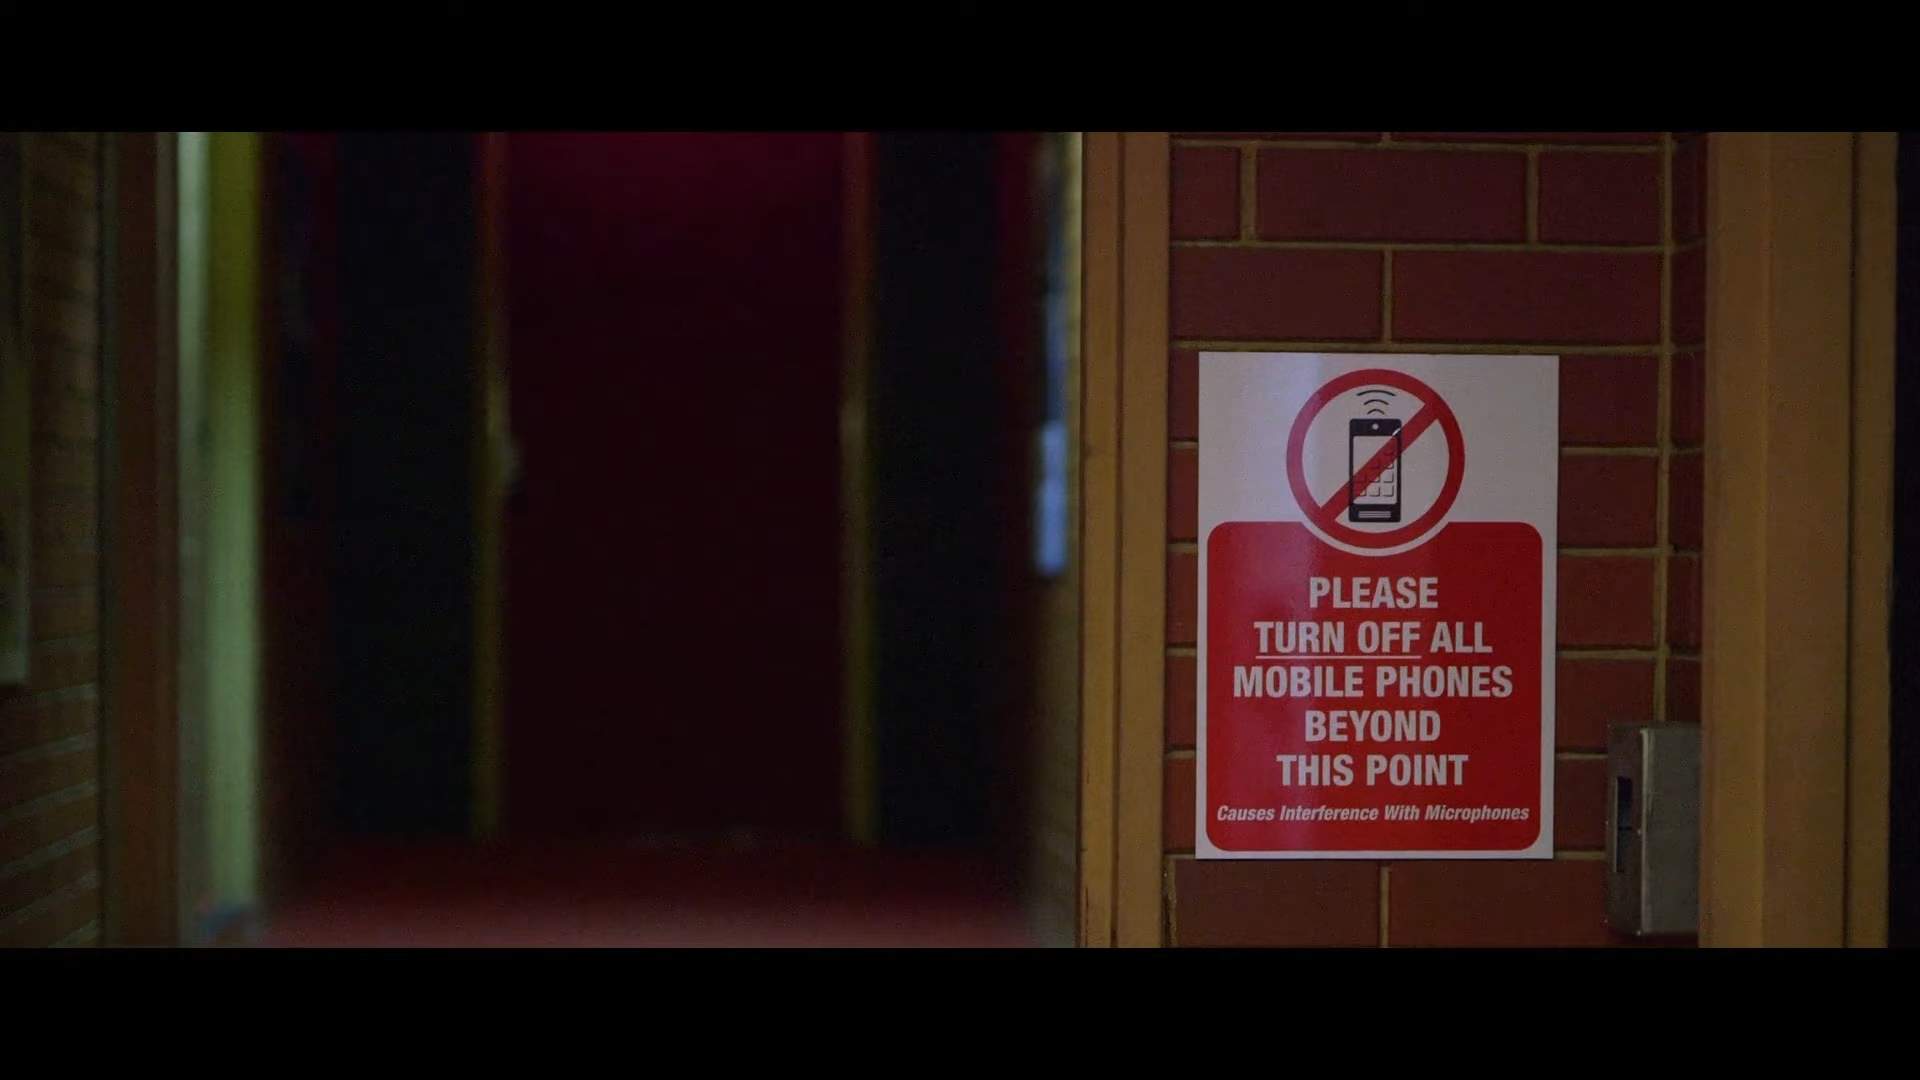 PLEASE
TURN OFF ALL
MOBILE PHONES
BEYOND
THIS POINT
Causes Interference With Microphones